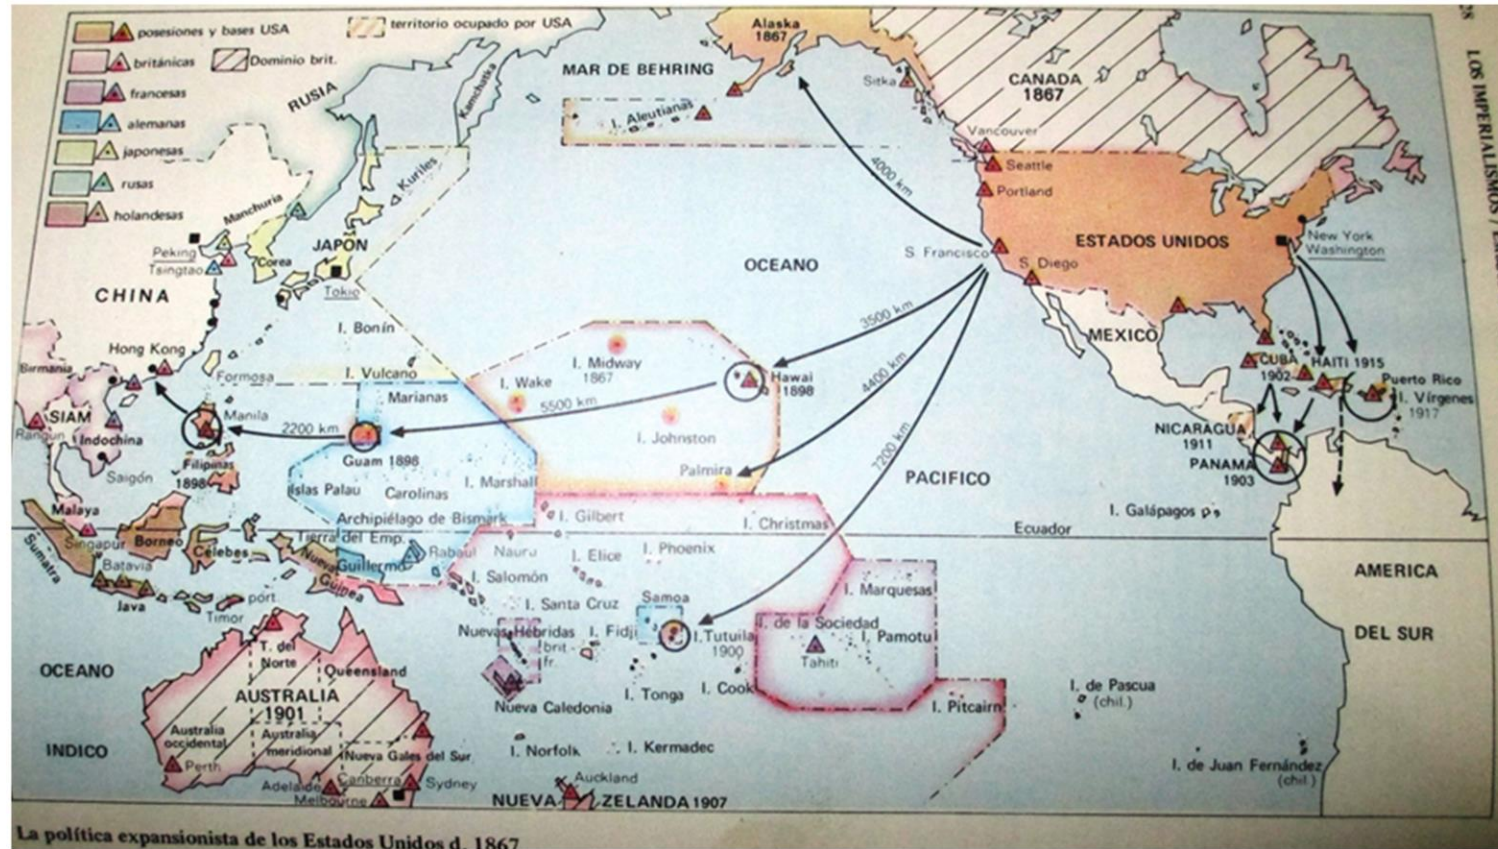 posesiones y bases USA
territorio ocupado por USA
británicas
Dominio brit.
francesas
alemanas
japonesas
rusas
holandesas
RUSIA
Kamchatka
MAR DE BEHRING
I. Aleutianas
Alaska
1867
Sitka
CANADA
1867
LOS IMPERIALISMOS /
28
Vancouver
Seattle
Portland
4000 km
I. Kuriles
Manchuria
Peking
Tsingtao
Corea
JAPÓN
Tokio
CHINA
OCEANO
S. Francisco
S. Diego
ESTADOS UNIDOS
New York
Washington
3500 km
4400 km
7200 km
I. Bonín
I. Vulcano
Hong Kong
Formosa
Birmania
SIAM
Rangún
Indochina
Saigón
Manila
Filipinas
1898
2200 km
Marianas
Guam 1898
5500 km
I. Wake
I. Midway
1867
Hawai
1898
I. Johnston
Palmira
MEXICO
CUBA
1902
HAITI 1915
Puerto Rico
I. Vírgenes
1917
NICARAGUA
1911
PANAMA
1903
PACIFICO
Islas Palau
Carolinas
I. Marshall
Malaya
Singapur
Sumatra
Borneo
Célebes
Batavia
Java
port.
Timor
Archipiélago de Bismark
Tierra del Emp.
Guillermo
Nueva
Guinea
Rabaul
Nauru
I. Gilbert
I. Christmas
I. Elice
I. Phoenix
I. Salomón
I. Santa Cruz
Ecuador
I. Galápagos
AMERICA
DEL SUR
I. Marquesas
I. de la Sociedad
I. Pamotu
Tahiti
Samoa
I. Tutuila
1900
Nuevas Hébridas
brit.
fr.
I. Fidji
I. Tonga
I. Cook
Nueva Caledonia
I. Pitcairn
I. de Pascua
(chil.)
I. de Juan Fernández
(chil.)
I. Norfolk
I. Kermadec
OCEANO
INDICO
T. del
Norte
Queensland
AUSTRALIA
1901
Australia
occidental
Australia
meridional
Nueva Gales del Sur
Perth
Adelaide
Canberra
Melbourne
Sydney
Auckland
NUEVA ZELANDA 1907
La política expansionista de los Estados Unidos d. 1867